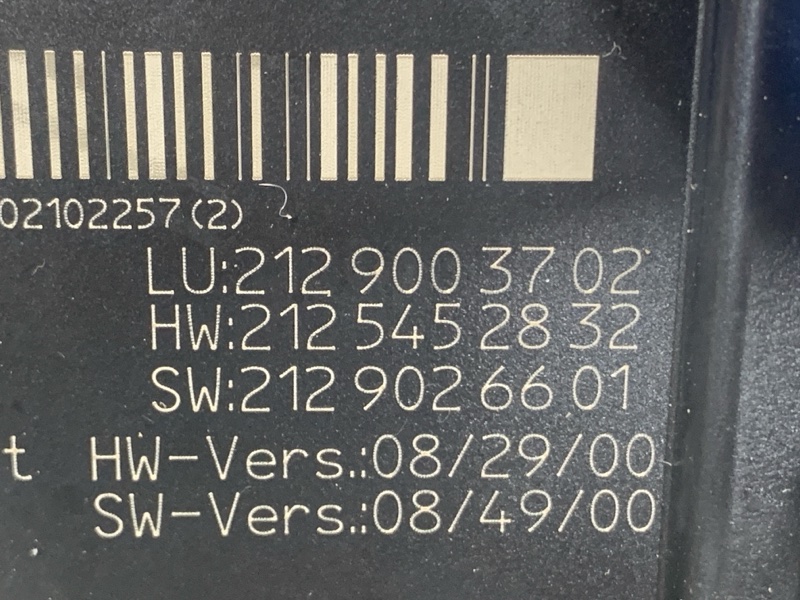 02102257(2)
LU:212 900 37 02
HW:212 545 28 32
SW:212 902 66 01
t HW-Vers.:08/29/00
SW-Vers.:08/49/00